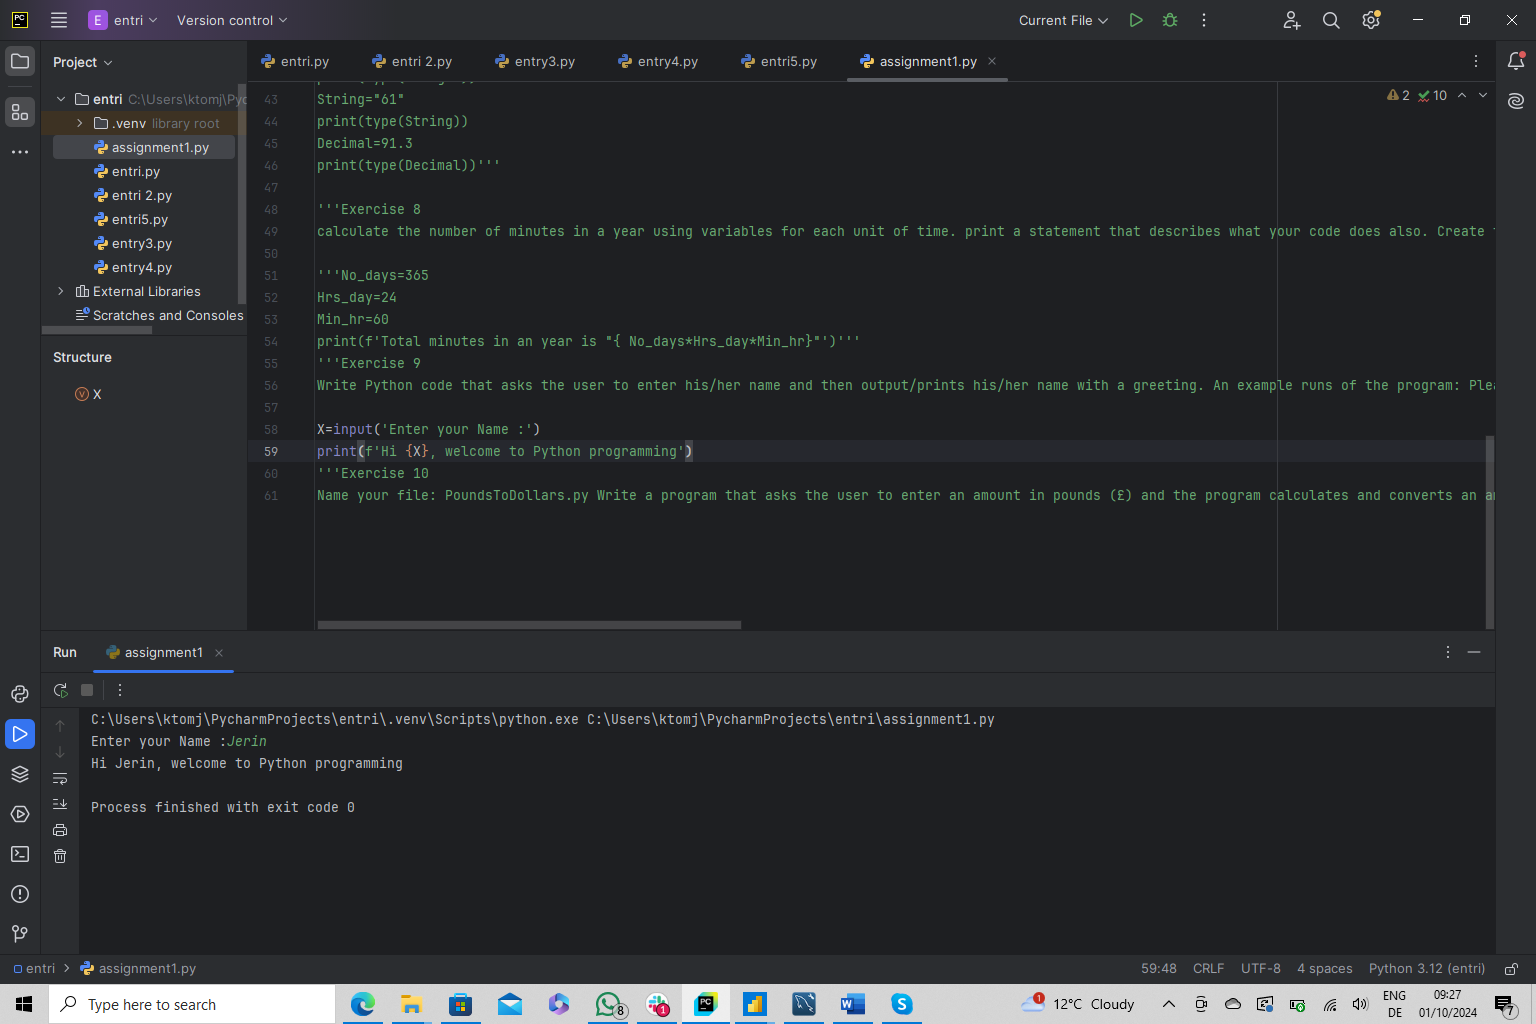 PC
E entri Version control Current File
Project
entri C:\Users\ktomj\Pyc
.venv library root
assignment1.py
entri.py
entri 2.py
entri5.py
entry3.py
entry4.py
External Libraries
Scratches and Consoles
Structure
V X
entri.py entri 2.py entry3.py entry4.py entri5.py assignment1.py
2 10
43 String="61"
44 print(type(String))
45 Decimal=91.3
46 print(type(Decimal))'''
47
48 '''Exercise 8
49 calculate the number of minutes in a year using variables for each unit of time. print a statement that describes what your code does also. Create
50
51 '''No_days=365
52 Hrs_day=24
53 Min_hr=60
54 print(f'Total minutes in an year is "{ No_days*Hrs_day*Min_hr}"')'''
55 '''Exercise 9
56 Write Python code that asks the user to enter his/her name and then output/prints his/her name with a greeting. An example runs of the program: Plea
57
58 X=input('Enter your Name :')
59 print(f'Hi {X}, welcome to Python programming')
60 '''Exercise 10
61 Name your file: PoundsToDollars.py Write a program that asks the user to enter an amount in pounds (£) and the program calculates and converts an
Run assignment1
C:\Users\ktomj\PycharmProjects\entri\.venv\Scripts\python.exe C:\Users\ktomj\PycharmProjects\entri\assignment1.py
Enter your Name :Jerin
Hi Jerin, welcome to Python programming
Process finished with exit code 0
entri assignment1.py 59:48 CRLF UTF-8 4 spaces Python 3.12 (entri)
Type here to search
8
1
PC
W
S
1
12°C Cloudy
ENG
DE
09:27
01/10/2024
7